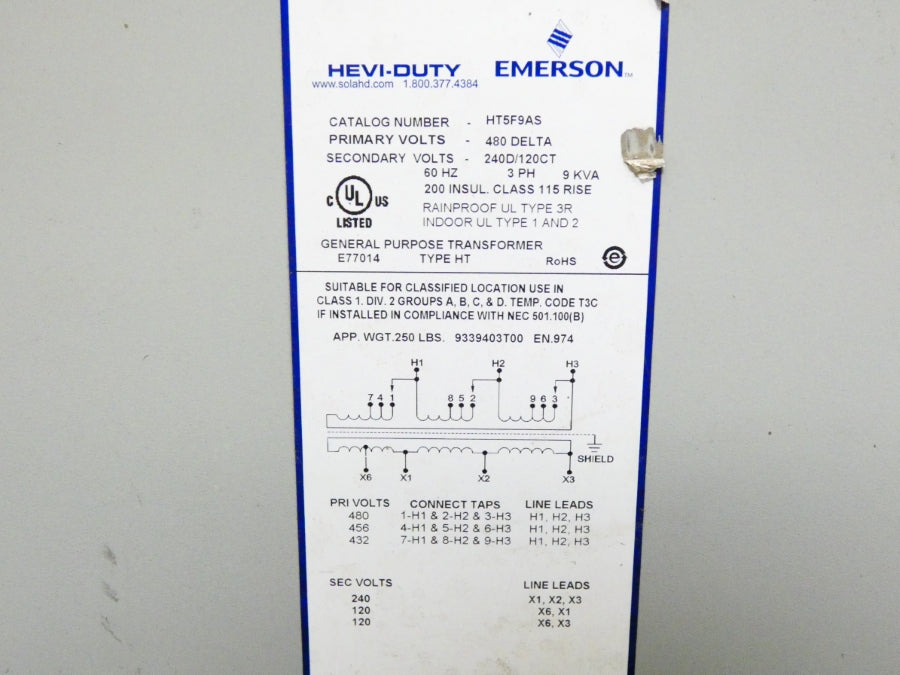 HEVI-DUTY EMERSON™
www.solahd.com 1.800.377.4384
CATALOG NUMBER - HT5F9AS
PRIMARY VOLTS - 480 DELTA
SECONDARY VOLTS - 240D/120CT
60 HZ 3 PH 9 KVA
200 INSUL. CLASS 115 RISE
C UL US
LISTED
RAINPROOF UL TYPE 3R
INDOOR UL TYPE 1 AND 2
GENERAL PURPOSE TRANSFORMER
E77014 TYPE HT RoHS e
SUITABLE FOR CLASSIFIED LOCATION USE IN
CLASS 1. DIV. 2 GROUPS A, B, C, & D. TEMP. CODE T3C
IF INSTALLED IN COMPLIANCE WITH NEC 501.100(B)
APP. WGT.250 LBS. 9339403T00 EN.974
H1 H2 H3
7 4 1 8 5 2 9 6 3
SHIELD
X6 X1 X2 X3
PRI VOLTS CONNECT TAPS LINE LEADS
480 1-H1 & 2-H2 & 3-H3 H1, H2, H3
456 4-H1 & 5-H2 & 6-H3 H1, H2, H3
432 7-H1 & 8-H2 & 9-H3 H1, H2, H3
SEC VOLTS LINE LEADS
240 X1, X2, X3
120 X6, X1
120 X6, X3